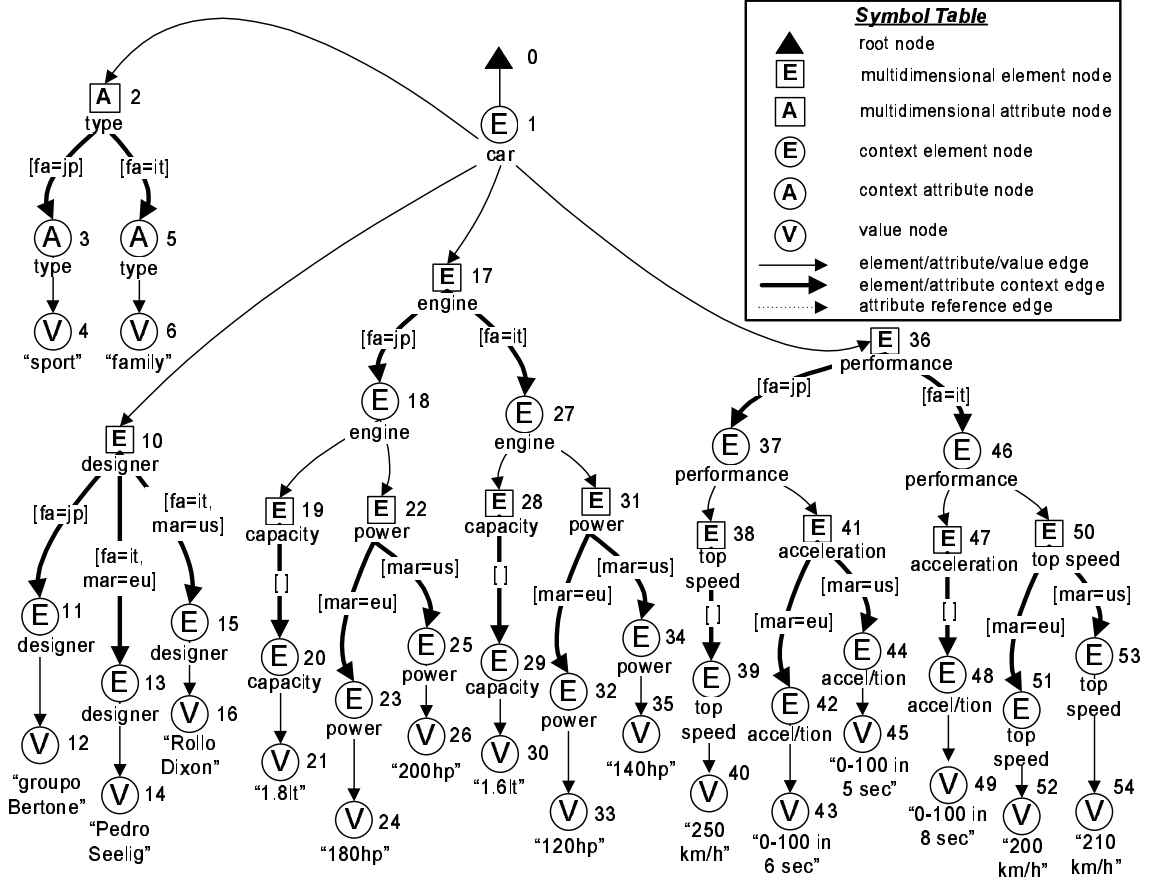 Symbol Table
root node
E multidimensional element node
A multidimensional attribute node
E context element node
A context attribute node
V value node
element/attribute/value edge
element/attribute context edge
attribute reference edge
0
E 1
car
A 2
type
[fa=jp] [fa=it]
A 3 A 5
type type
V 4 V 6
“sport” “family”
E 10
designer
[fa=jp]
[fa=it,
mar=eu]
[fa=it,
mar=us]
E 11
designer
V 12
“groupo
Bertone”
E 13
designer
V 14
“Pedro
Seelig”
E 15
designer
V 16
“Rollo
Dixon”
E 17
engine
[fa=jp] [fa=it]
E 18
engine
E 19
capacity
[ ]
E 20
capacity
V 21
“1.8lt”
E 22
power
[mar=eu]
[mar=us]
E 23
power
V 24
“180hp”
E 25
power
V 26
“200hp”
E 27
engine
E 28
capacity
[ ]
E 29
capacity
V 30
“1.6lt”
E 31
power
[mar=eu]
[mar=us]
E 32
power
V 33
“120hp”
E 34
power
V 35
“140hp”
E 36
performance
[fa=jp] [fa=it]
E 37
performance
E 38
top
speed
[ ]
E 39
top
speed
V 40
“250
km/h”
E 41
acceleration
[mar=eu]
[mar=us]
E 42
accel/tion
V 43
“0-100 in
6 sec”
E 44
accel/tion
V 45
“0-100 in
5 sec”
E 46
performance
E 47
acceleration
[ ]
E 48
accel/tion
V 49
“0-100 in
8 sec”
E 50
top speed
[mar=eu]
[mar=us]
E 51
top
speed
V 52
“200
km/h”
E 53
top
speed
V 54
“210
km/h”